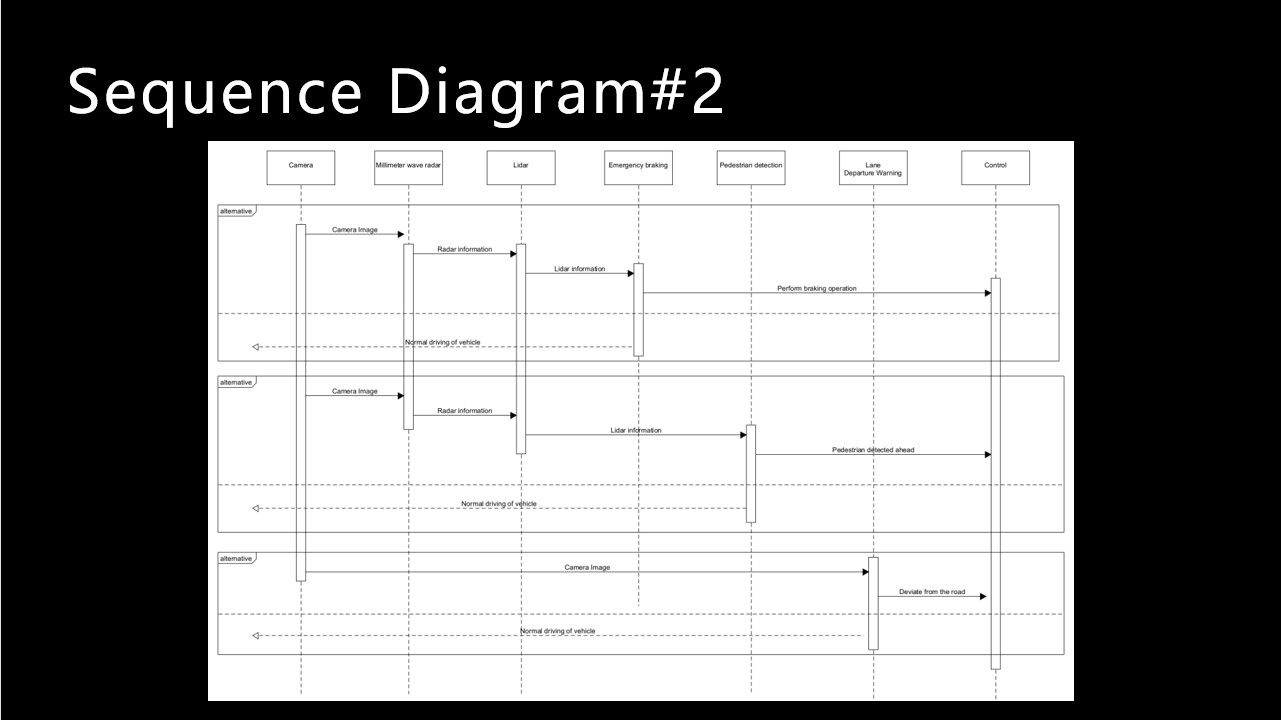 Sequence Diagram#2
Camera
Millimeter wave radar
Lidar
Emergency braking
Pedestrian detection
Lane
Departure Warning
Control
alternative
Camera Image
Radar information
Lidar information
Perform braking operation
Normal driving of vehicle
alternative
Camera Image
Radar information
Lidar information
Pedestrian detected ahead
Normal driving of vehicle
alternative
Camera Image
Deviate from the road
Normal driving of vehicle